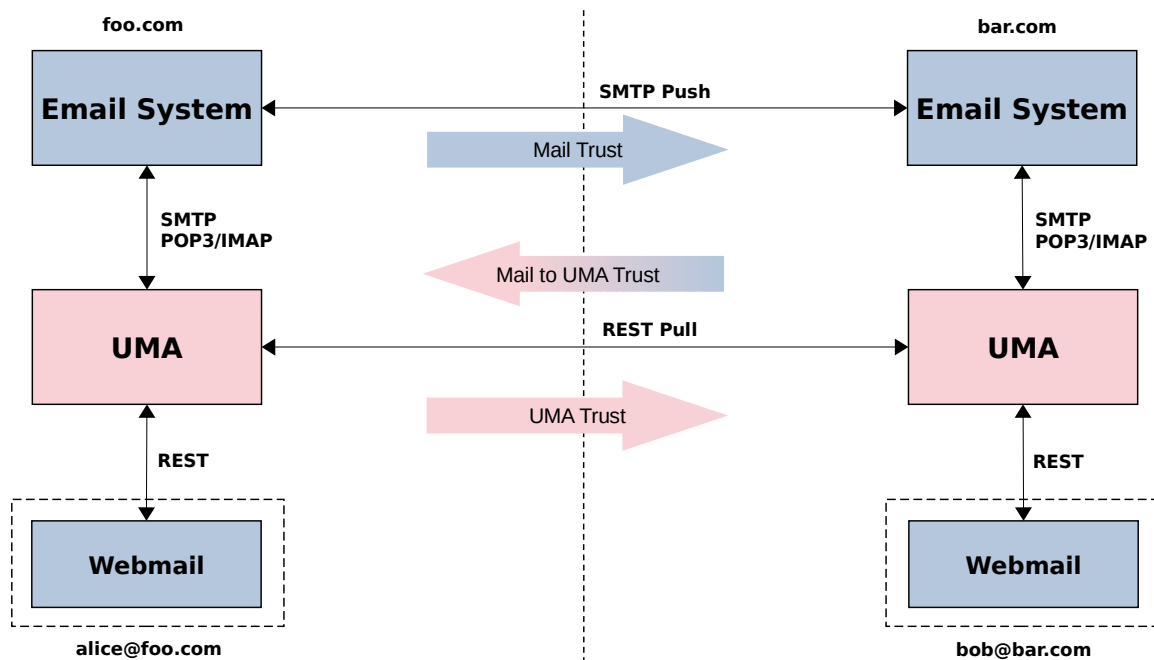 foo.com
bar.com
Email System
SMTP Push
Email System
Mail Trust
SMTP
POP3/IMAP
SMTP
POP3/IMAP
Mail to UMA Trust
UMA
REST Pull
UMA
UMA Trust
REST
REST
Webmail
Webmail
alice@foo.com
bob@bar.com